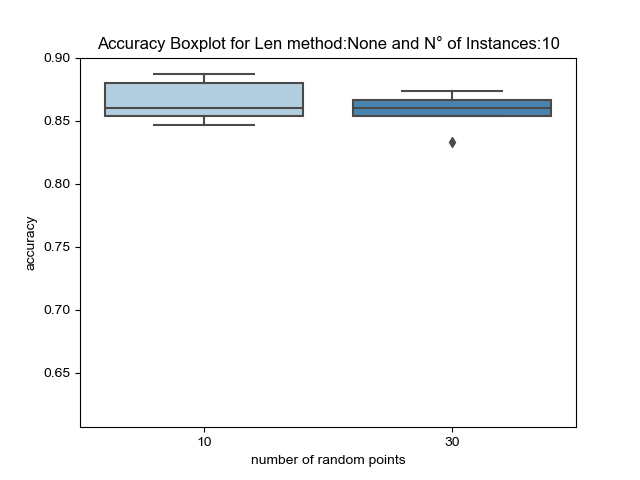 Accuracy Boxplot for Len method:None and N° of Instances:10
0.90
0.85
0.80
0.75
0.70
0.65
accuracy
10 30
number of random points